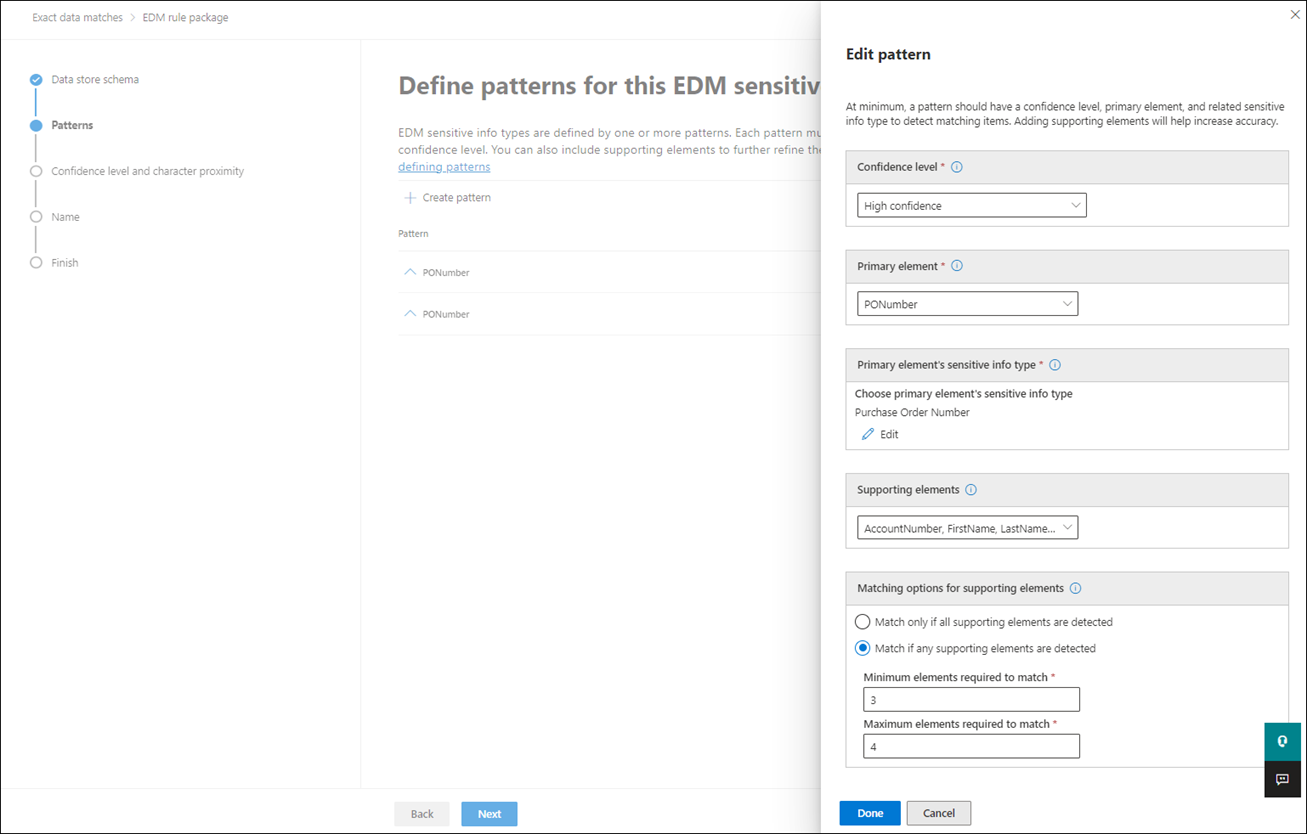 Exact data matches > EDM rule package
Data store schema
Patterns
Confidence level and character proximity
Name
Finish
Define patterns for this EDM sensitiv
EDM sensitive info types are defined by one or more patterns. Each pattern mu
confidence level. You can also include supporting elements to further refine the
defining patterns
Create pattern
Pattern
PONumber
PONumber
Back
Next
Edit pattern
At minimum, a pattern should have a confidence level, primary element, and related sensitive
info type to detect matching items. Adding supporting elements will help increase accuracy.
Confidence level *
High confidence
Primary element *
PONumber
Primary element's sensitive info type *
Choose primary element's sensitive info type
Purchase Order Number
Edit
Supporting elements
AccountNumber, FirstName, LastName...
Matching options for supporting elements
Match only if all supporting elements are detected
Match if any supporting elements are detected
Minimum elements required to match *
3
Maximum elements required to match *
4
Done
Cancel